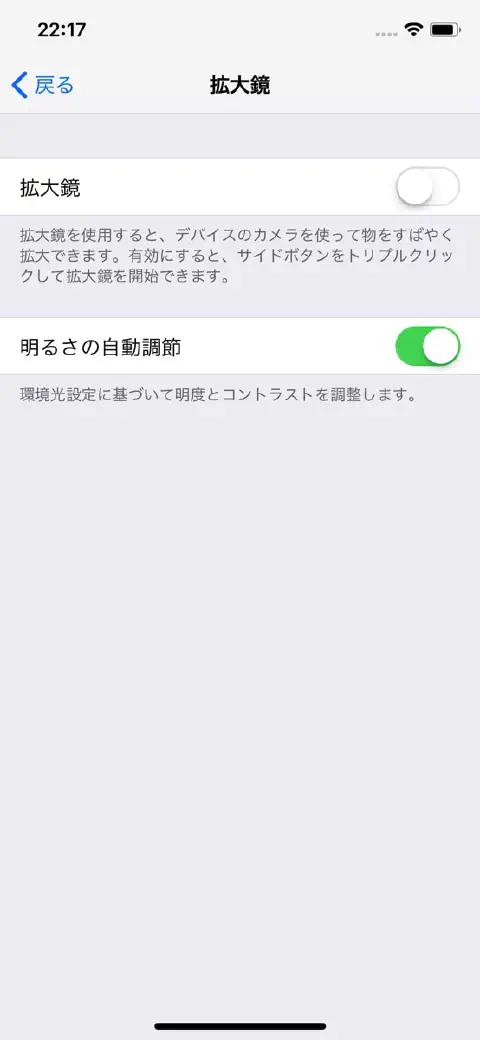 22:17
戻る
拡大鏡
拡大鏡
拡大鏡を使用すると、デバイスのカメラを使って物をすばやく
拡大できます。有効にすると、サイドボタンをトリプルクリッ
クして拡大鏡を開始できます。
明るさの自動調節
環境光設定に基づいて明度とコントラストを調整します。